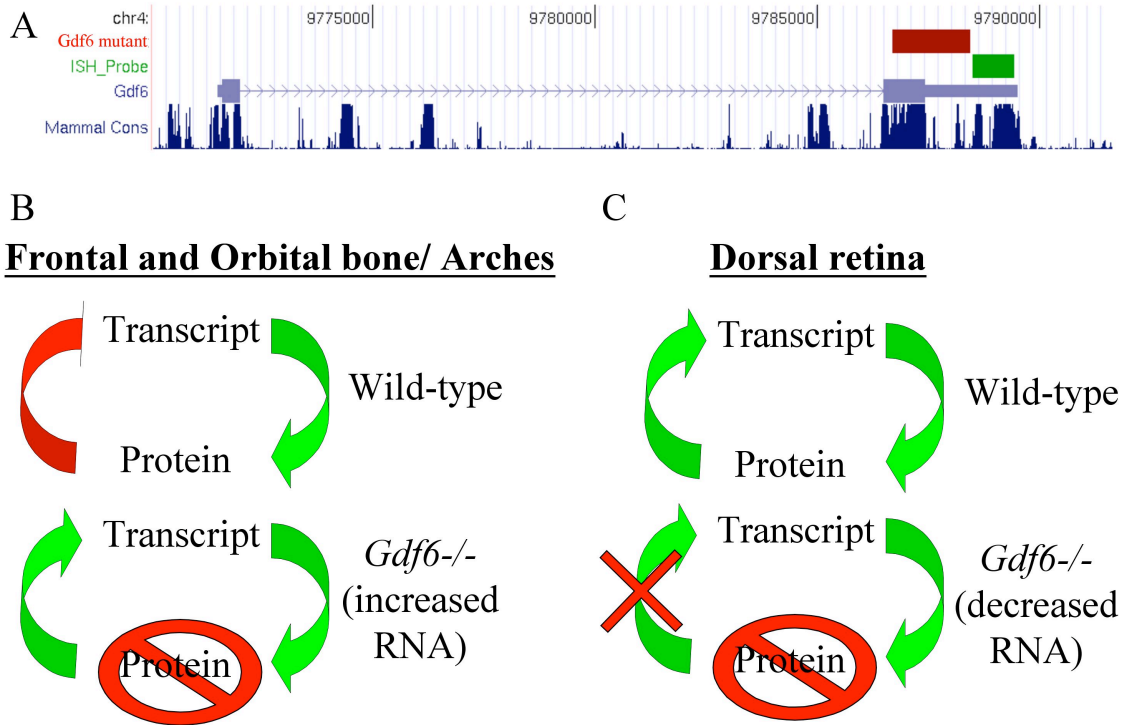 A
chr4:
9775000
9780000
9785000
9790000
Gdf6 mutant
ISH_Probe
Gdf6
Mammal Cons
B
Frontal and Orbital bone/ Arches
Transcript
Wild-type
Protein
Transcript
Gdf6-/-
(increased
RNA)
Protein
C
Dorsal retina
Transcript
Wild-type
Protein
Transcript
Gdf6-/-
(decreased
RNA)
Protein